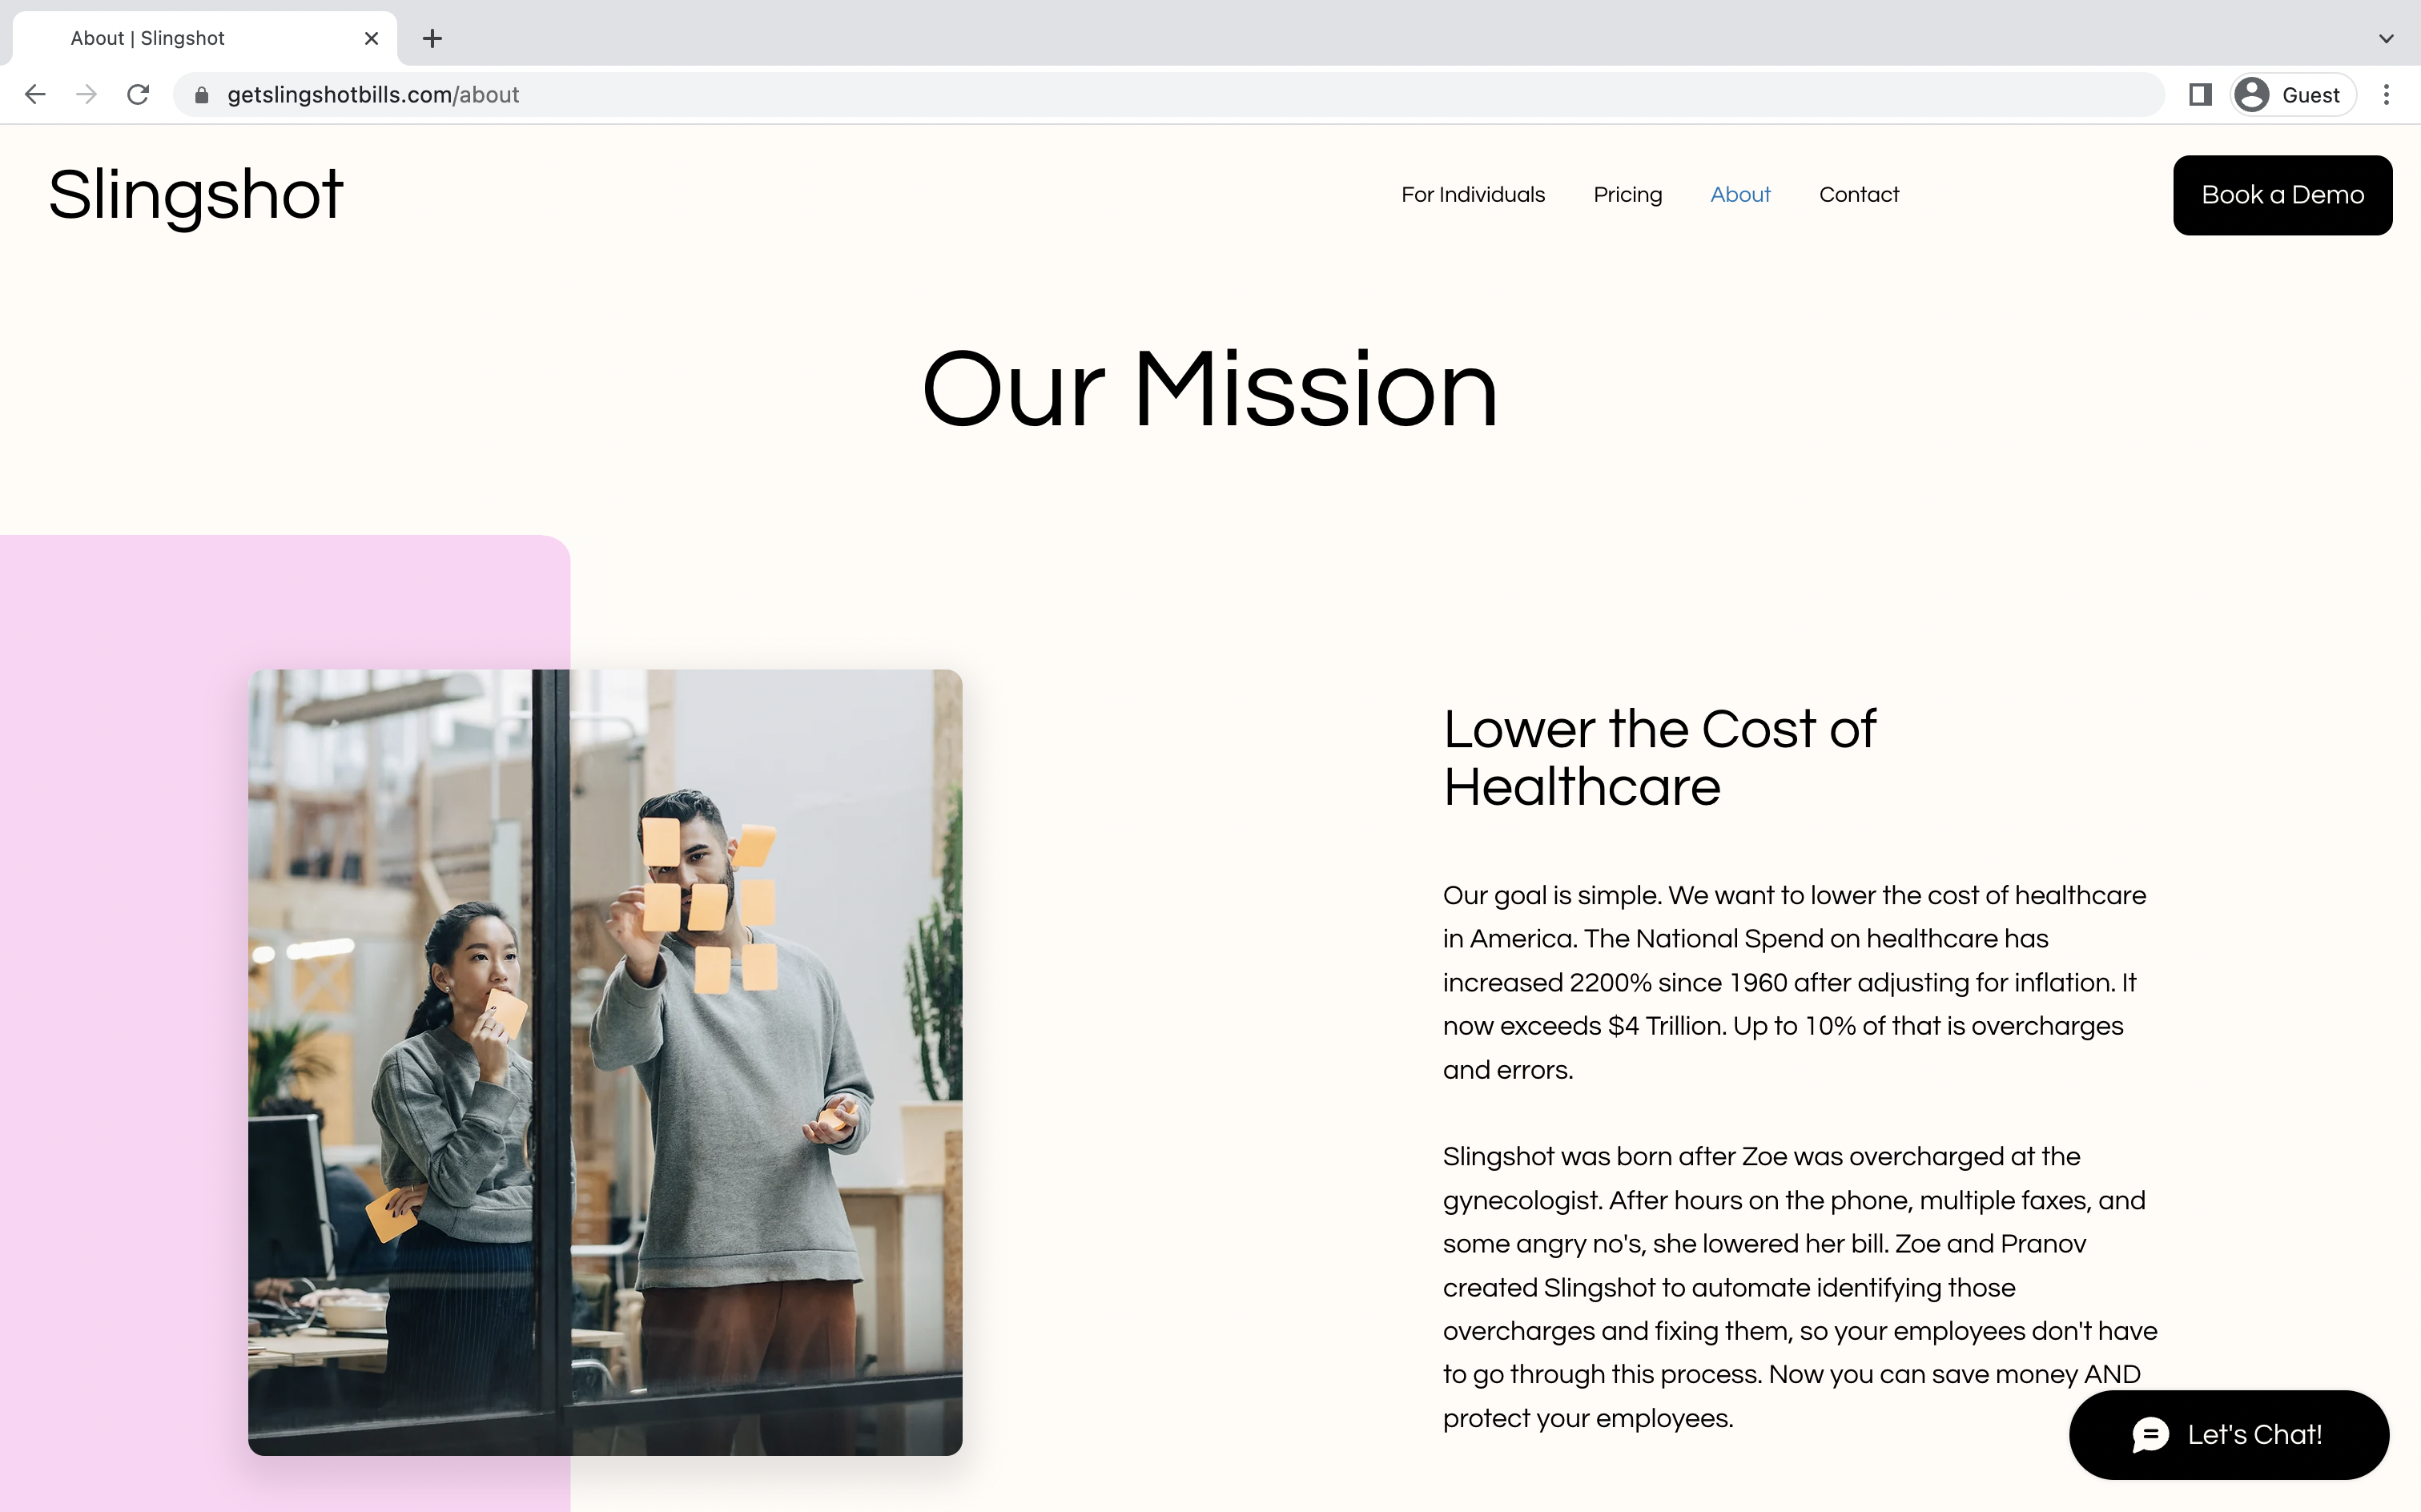 About | Slingshot
getslingshotbills.com/about
Guest
Slingshot
For Individuals
Pricing
About
Contact
Book a Demo
Our Mission
Lower the Cost of
Healthcare
Our goal is simple. We want to lower the cost of healthcare
in America. The National Spend on healthcare has
increased 2200% since 1960 after adjusting for inflation. It
now exceeds $4 Trillion. Up to 10% of that is overcharges
and errors.
Slingshot was born after Zoe was overcharged at the
gynecologist. After hours on the phone, multiple faxes, and
some angry no's, she lowered her bill. Zoe and Pranov
created Slingshot to automate identifying those
overcharges and fixing them, so your employees don't have
to go through this process. Now you can save money AND
protect your employees.
Let's Chat!